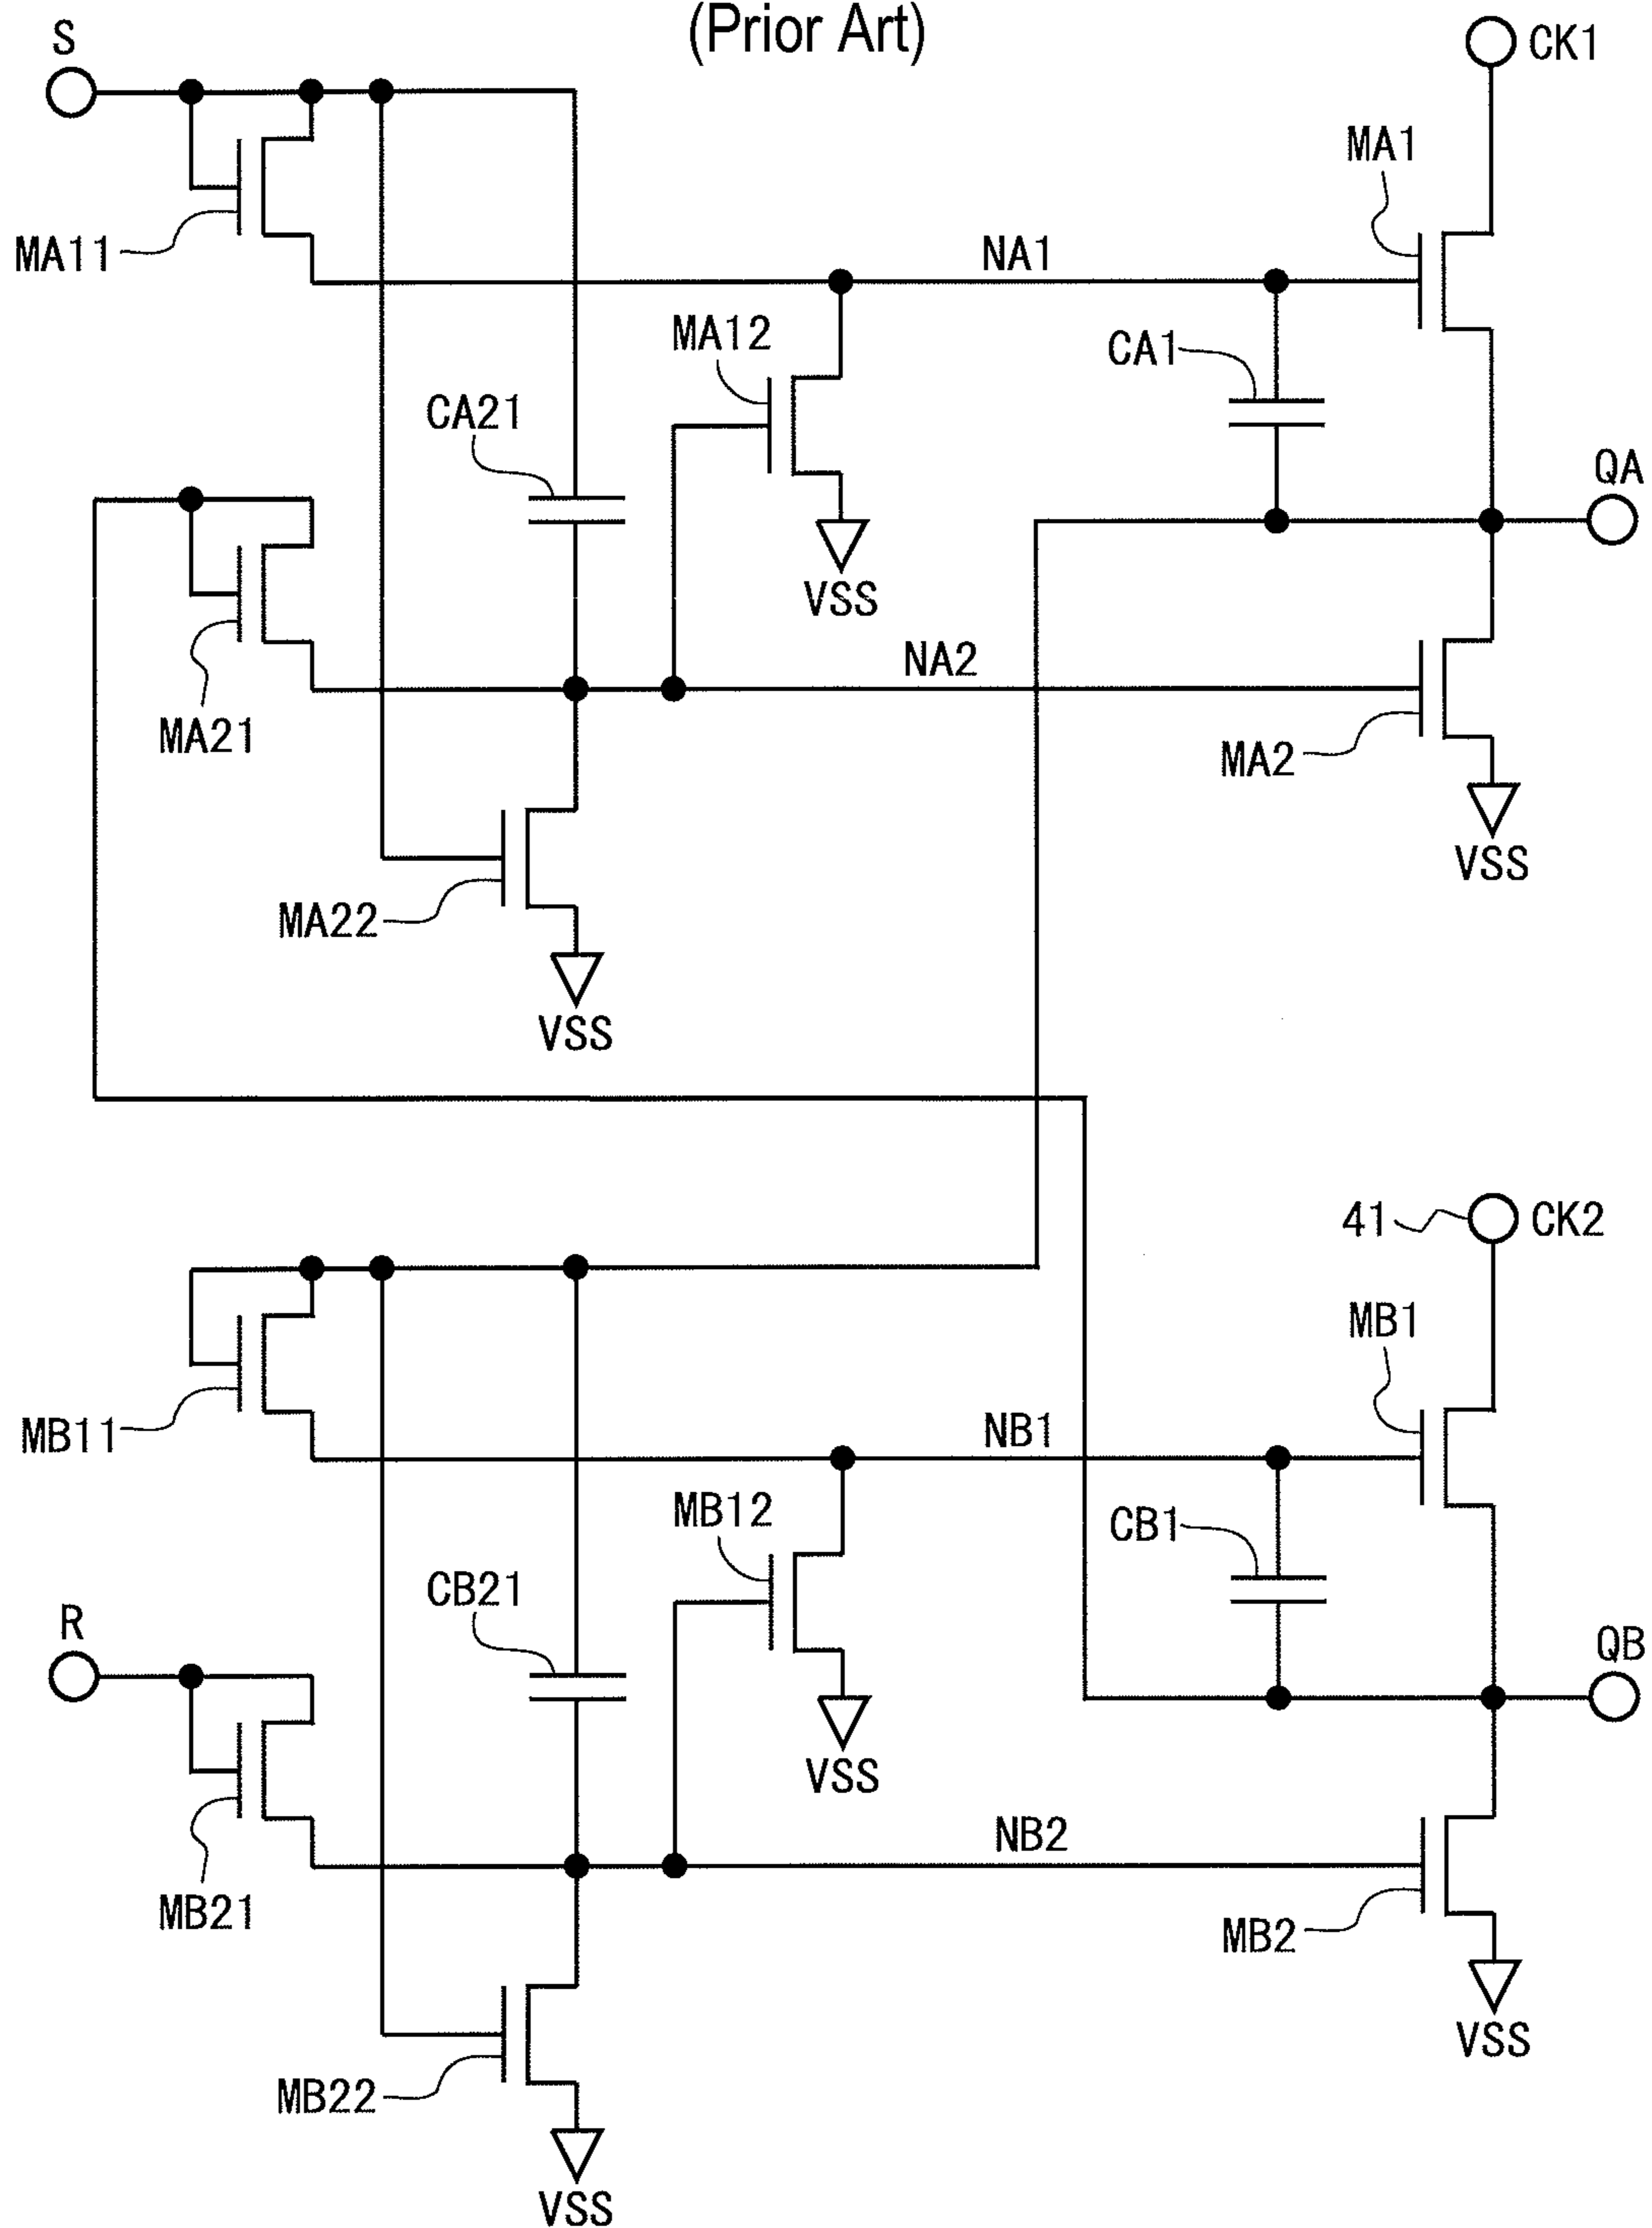 (Prior Art)
S
CK1
MA1
MA11
NA1
MA12
CA1
CA21
QA
VSS
NA2
MA21
MA2
VSS
MA22
VSS
41
CK2
MB1
MB11
NB1
MB12
CB1
CB21
R
QB
VSS
NB2
MB21
MB2
VSS
MB22
VSS